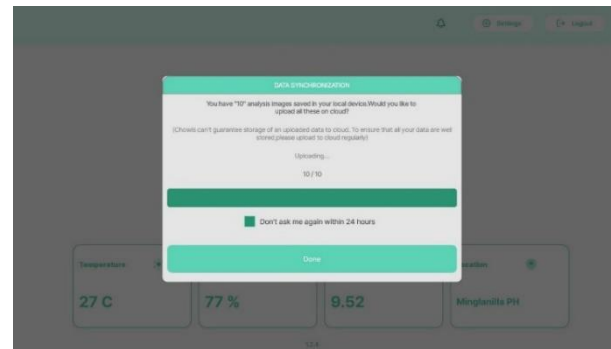 Settings
Logout
DATA SYNCHRONIZATION
You have "10" analysis images saved in your local device.Would you like to
upload all these on cloud?
(Chowis can't guarantee storage of an uploaded data to cloud. To ensure that all your data are well
stored,please upload to cloud regularly)
Uploading...
10 / 10
Don't ask me again within 24 hours
Done
Temperature
27 C
77 %
9.52
Minglanilla PH